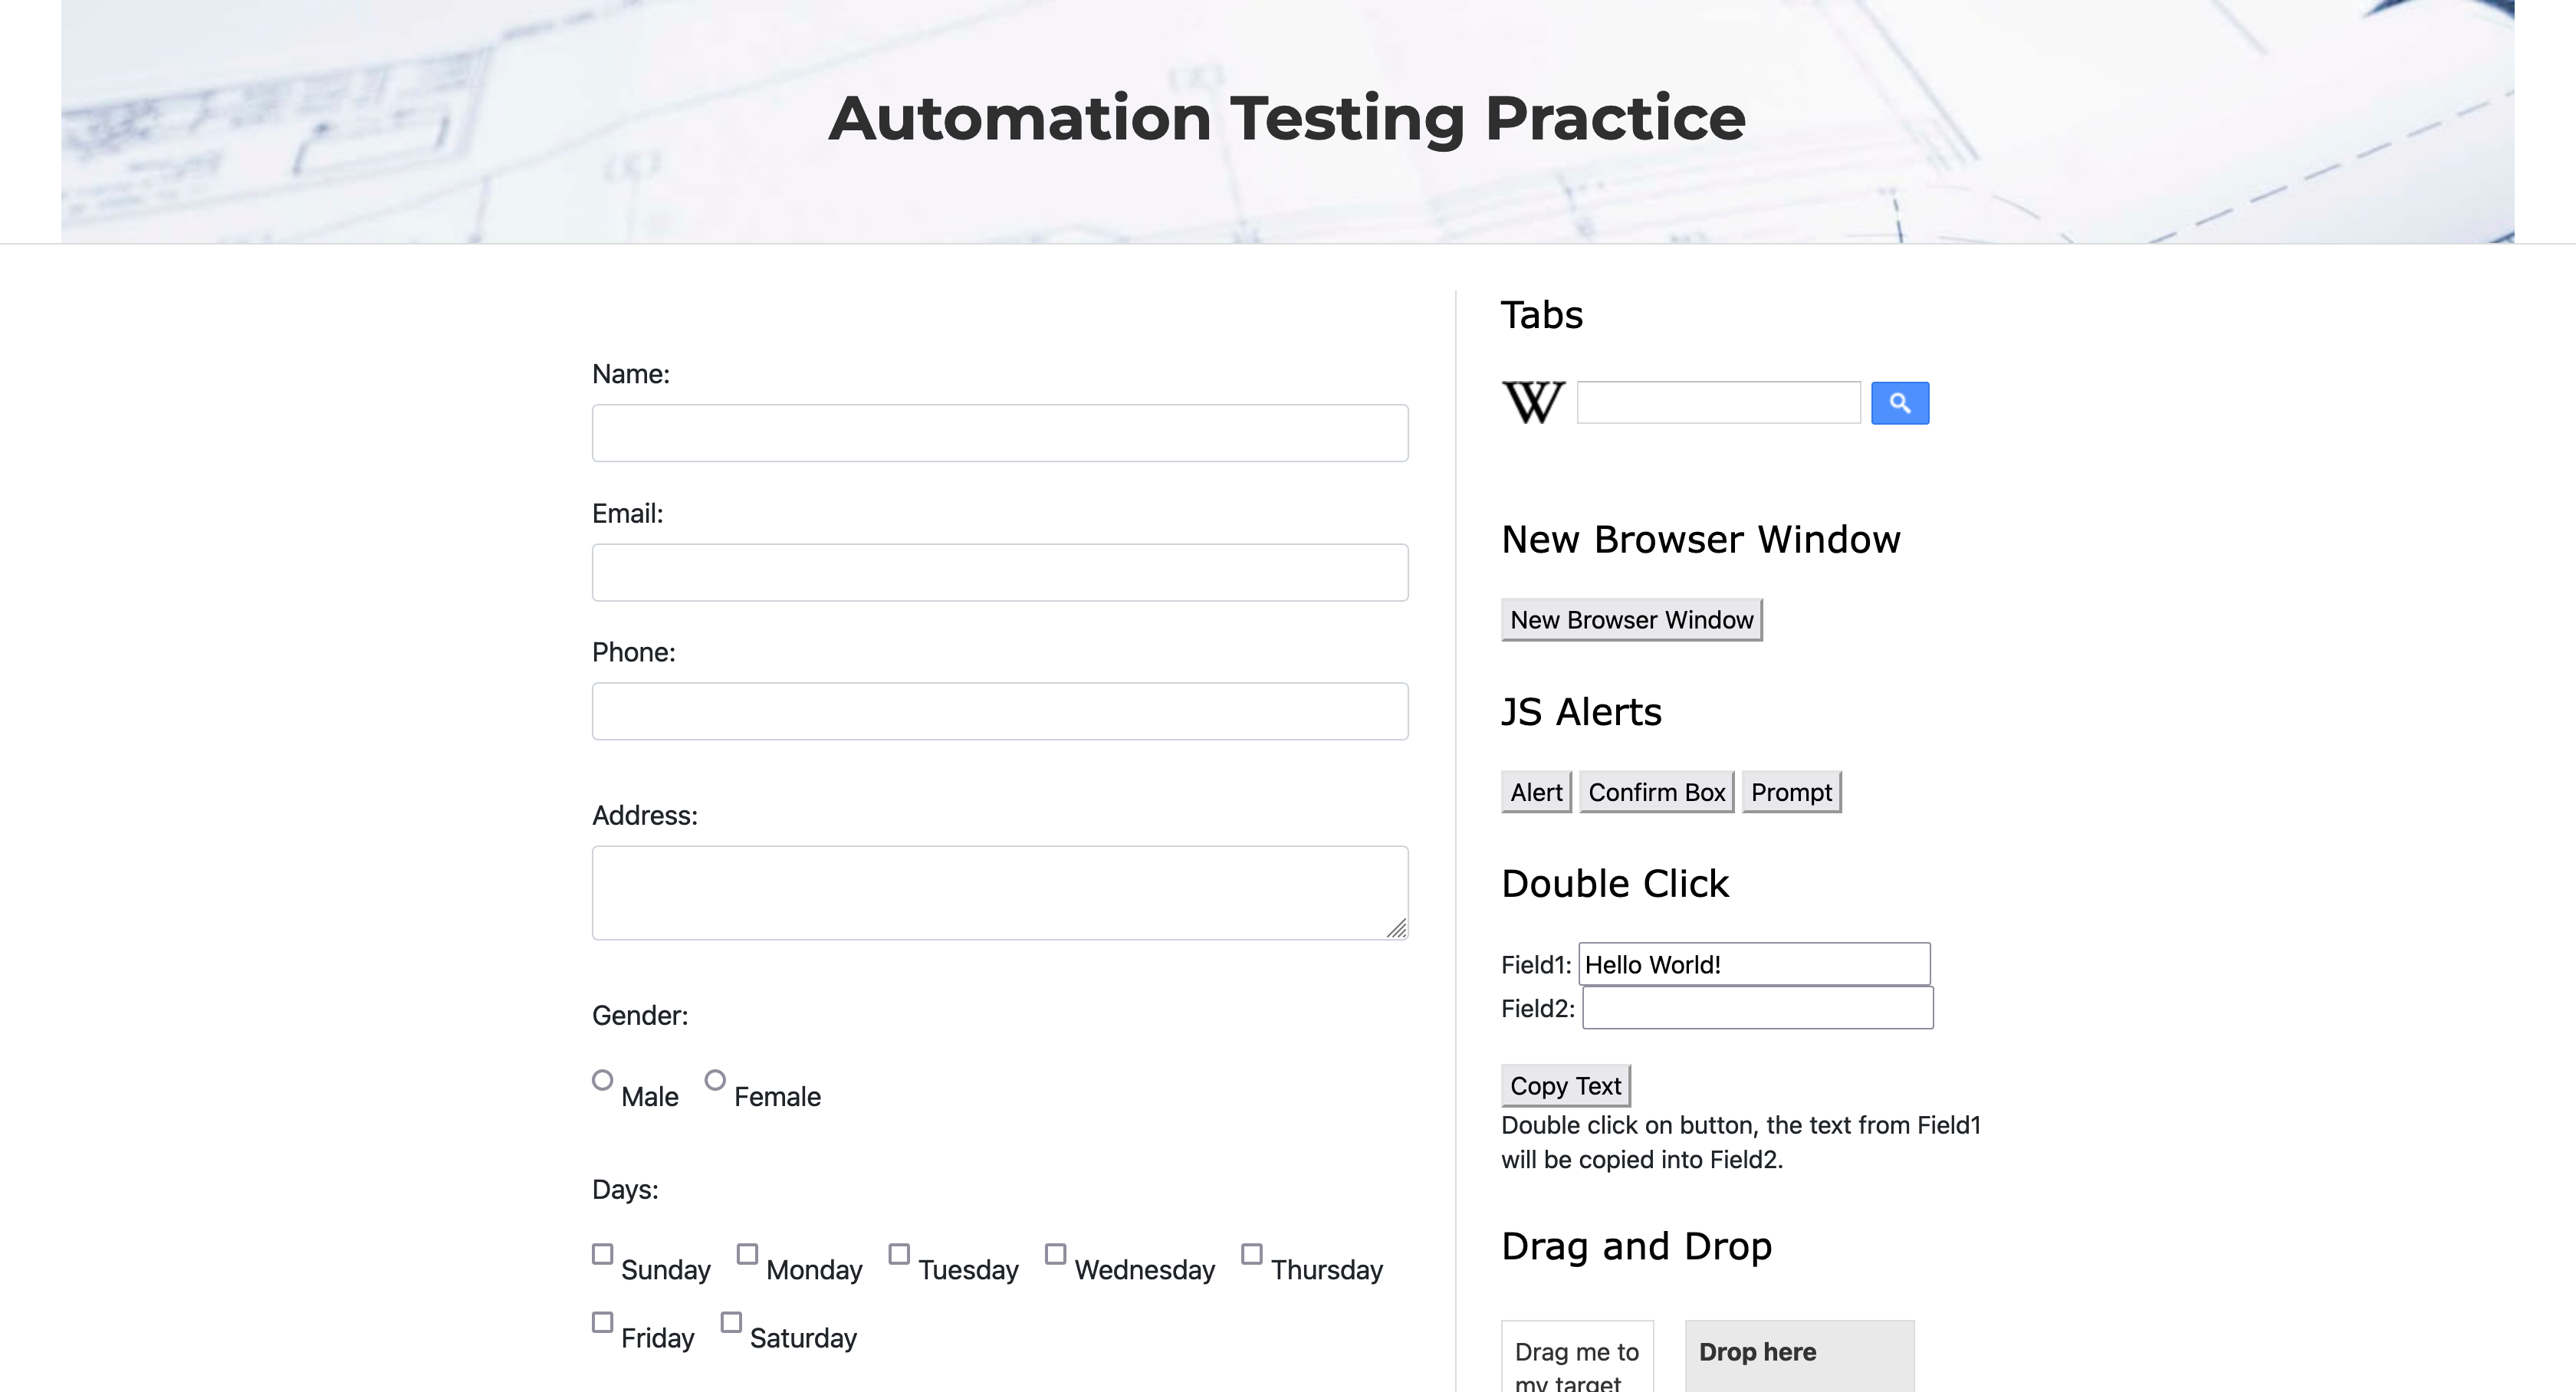 Automation Testing Practice
Name:
Email:
Phone:
Address:
Gender:
Male Female
Days:
Sunday Monday Tuesday Wednesday Thursday
Friday Saturday
Tabs
W
New Browser Window
New Browser Window
JS Alerts
Alert Confirm Box Prompt
Double Click
Field1: Hello World!
Field2:
Copy Text
Double click on button, the text from Field1
will be copied into Field2.
Drag and Drop
Drag me to
my target
Drop here